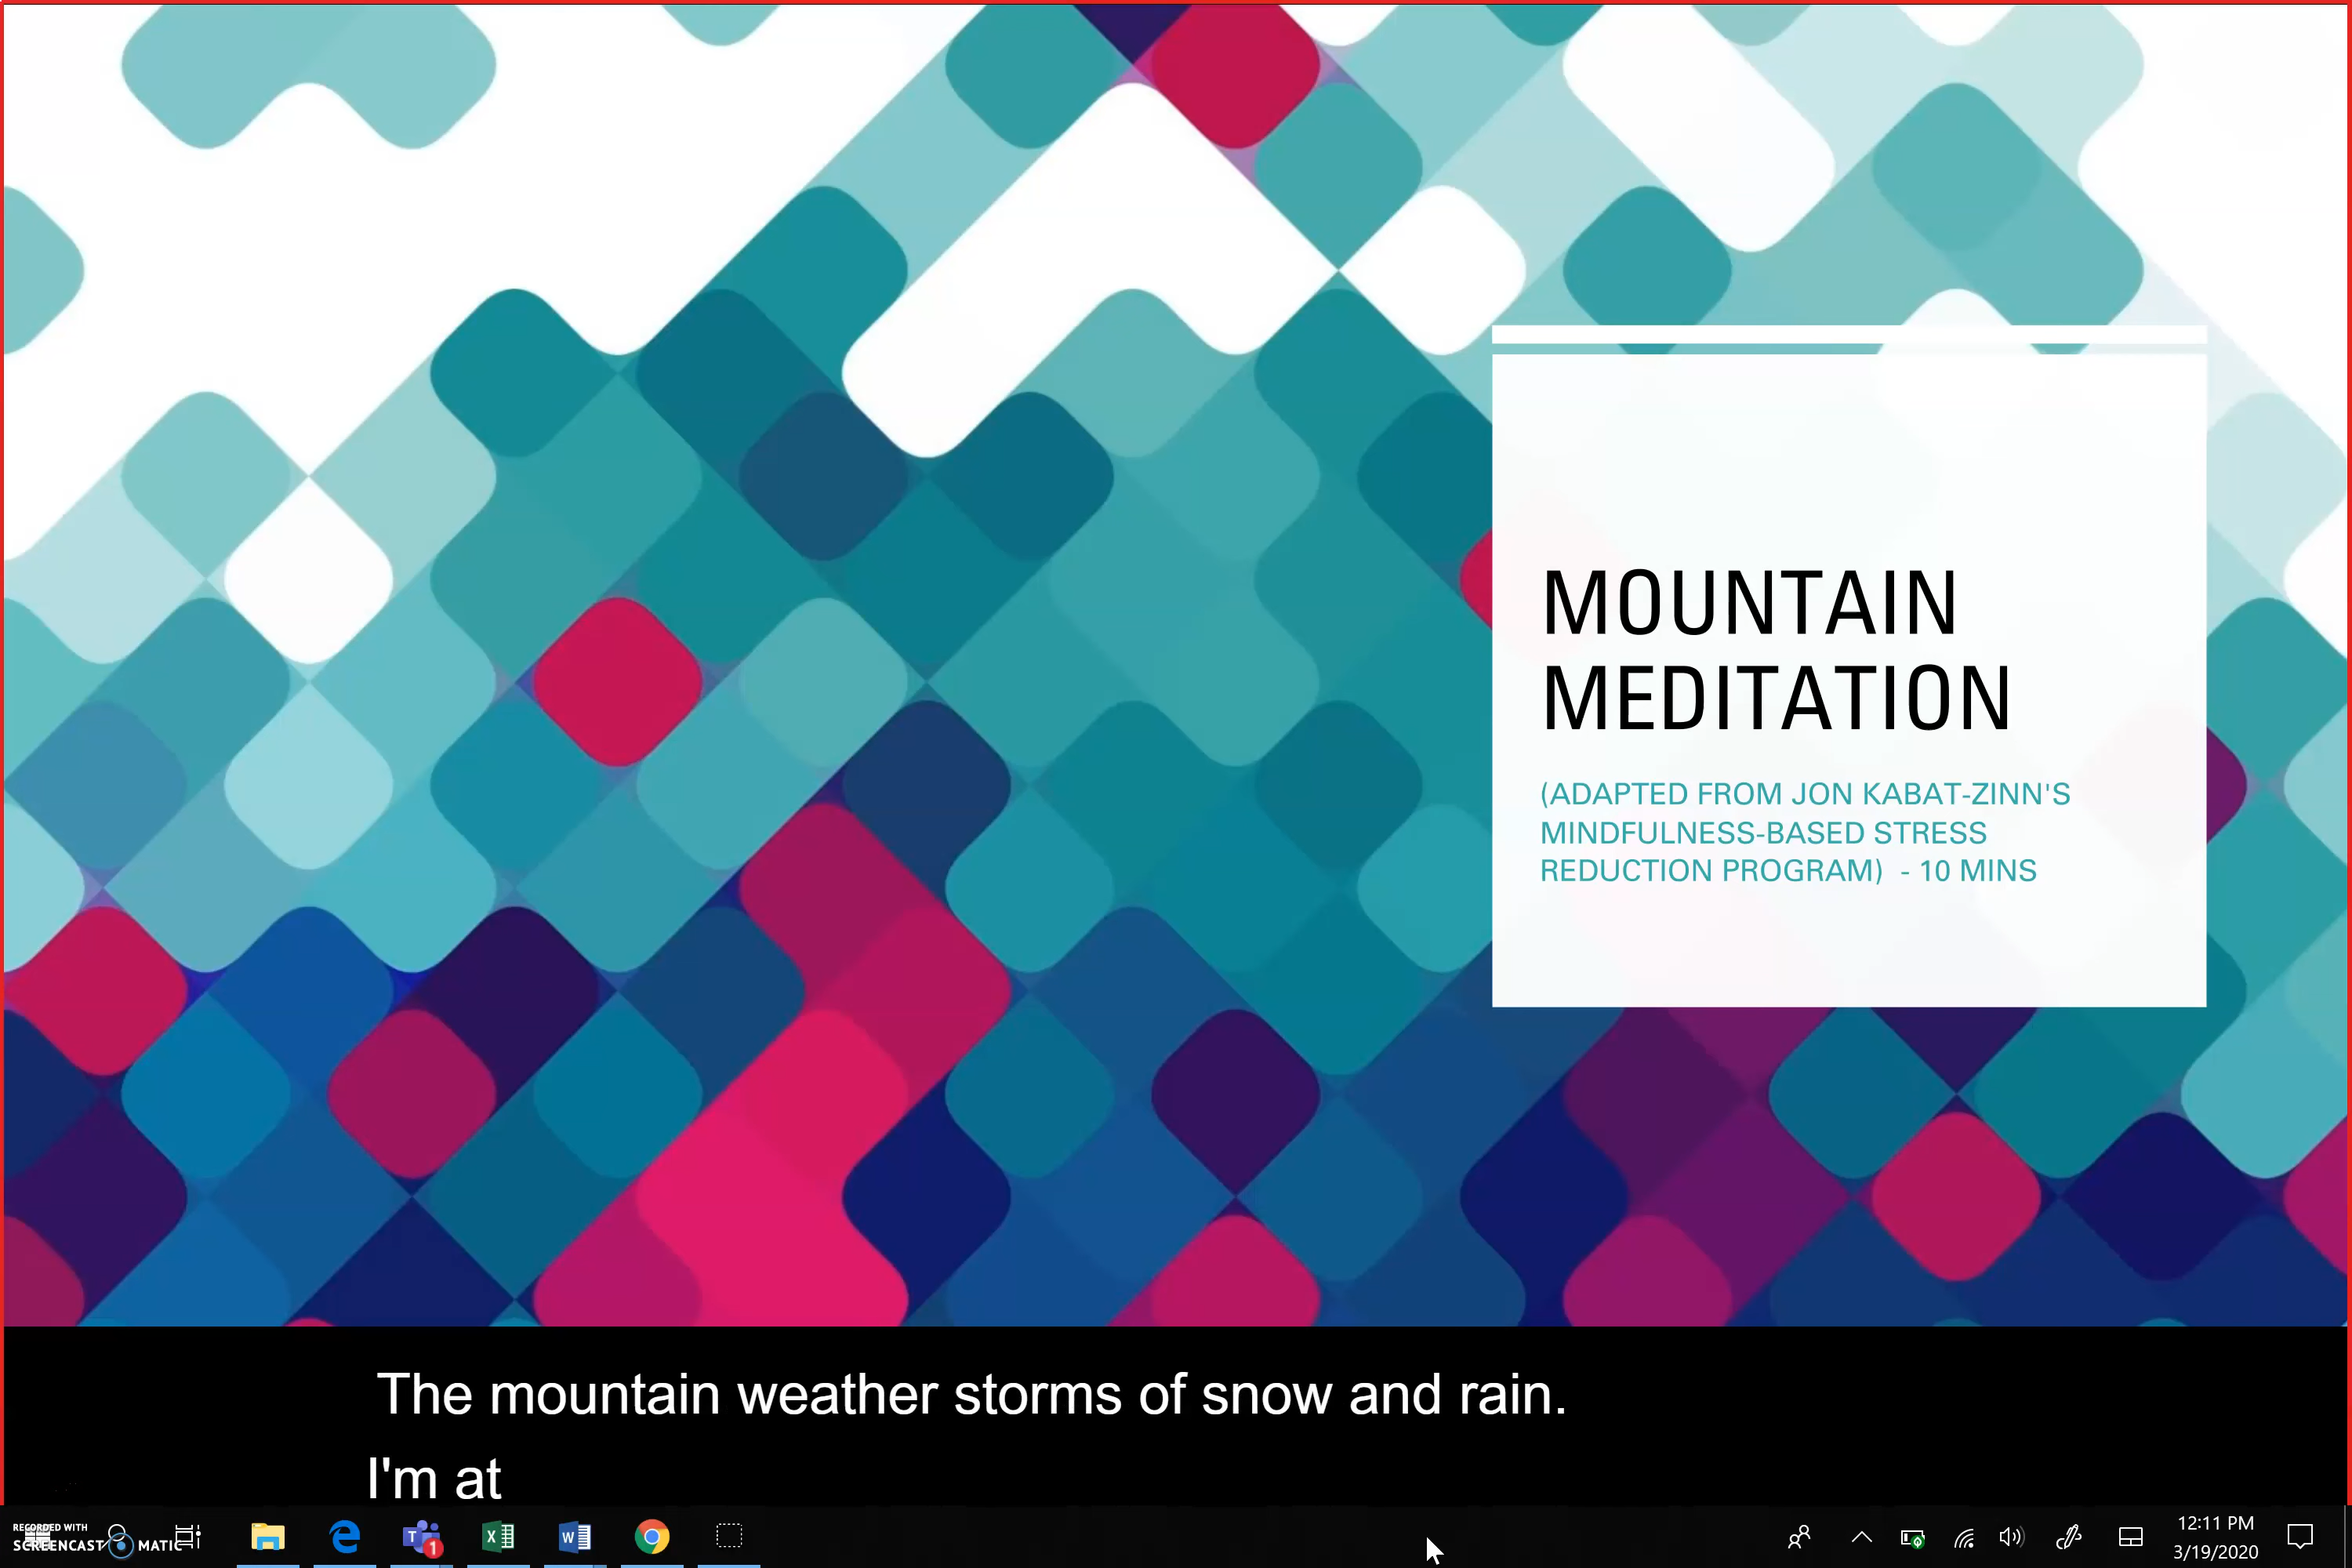 MOUNTAIN
MEDITATION
(ADAPTED FROM JON KABAT-ZINN'S
MINDFULNESS-BASED STRESS
REDUCTION PROGRAM)  - 10 MINS
The mountain weather storms of snow and rain.
I'm at
RECORDED WITH
SCREENCAST MATIC
T
1
X
W
12:11 PM
3/19/2020